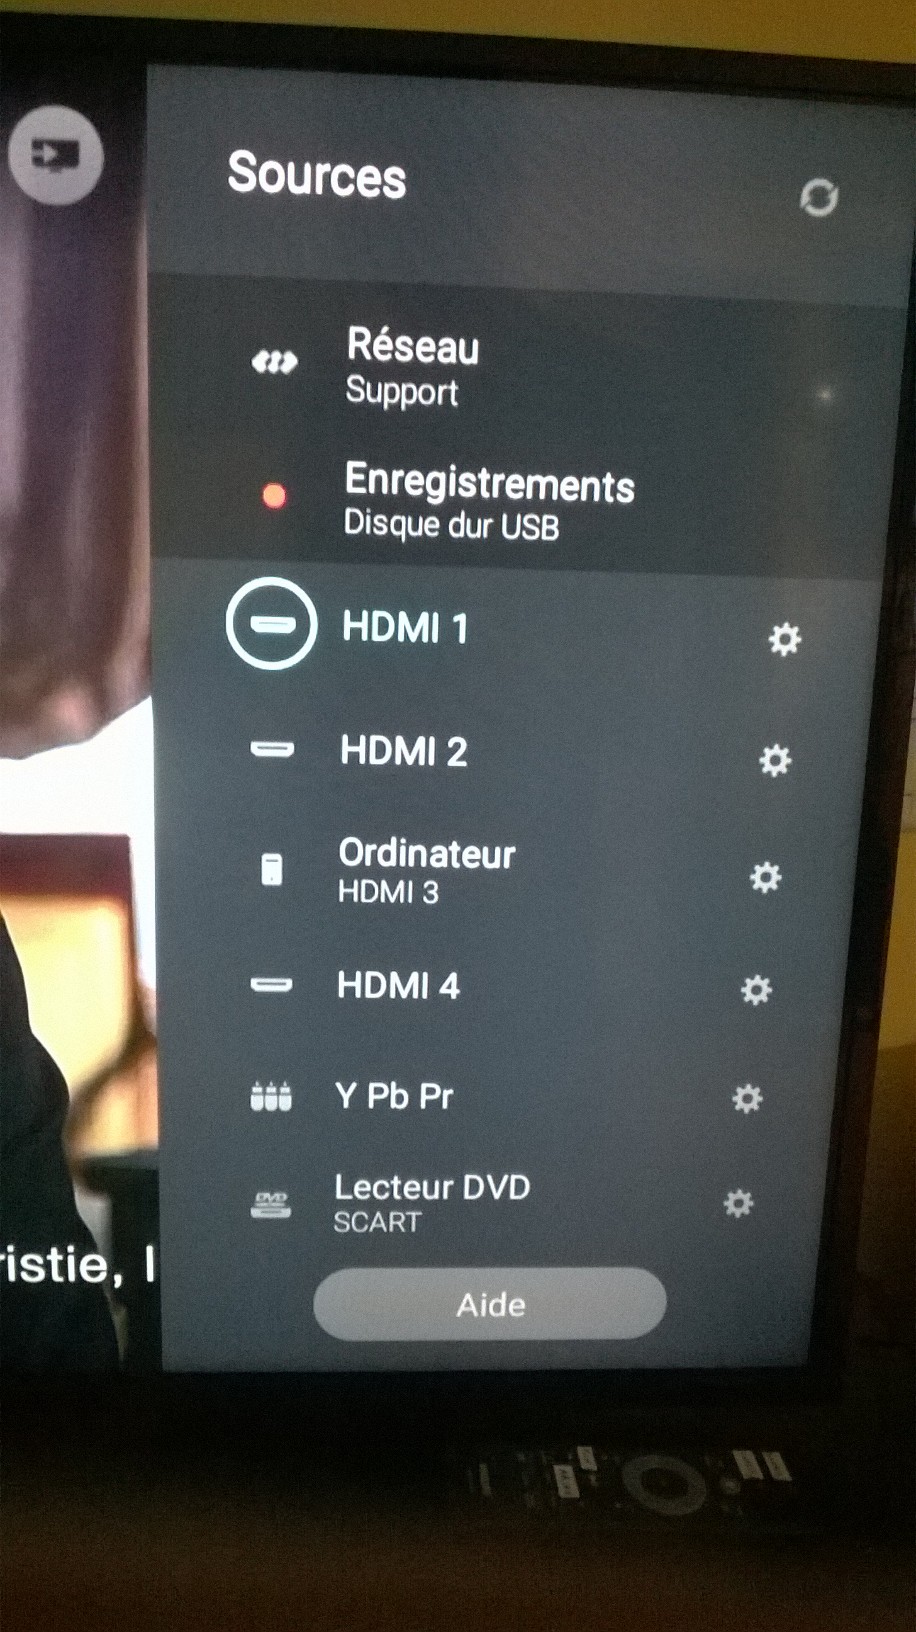 Sources
Réseau
Support
Enregistrements
Disque dur USB
HDMI 1
HDMI 2
Ordinateur
HDMI 3
HDMI 4
Y Pb Pr
DVD
Lecteur DVD
SCART
istie, I
Aide